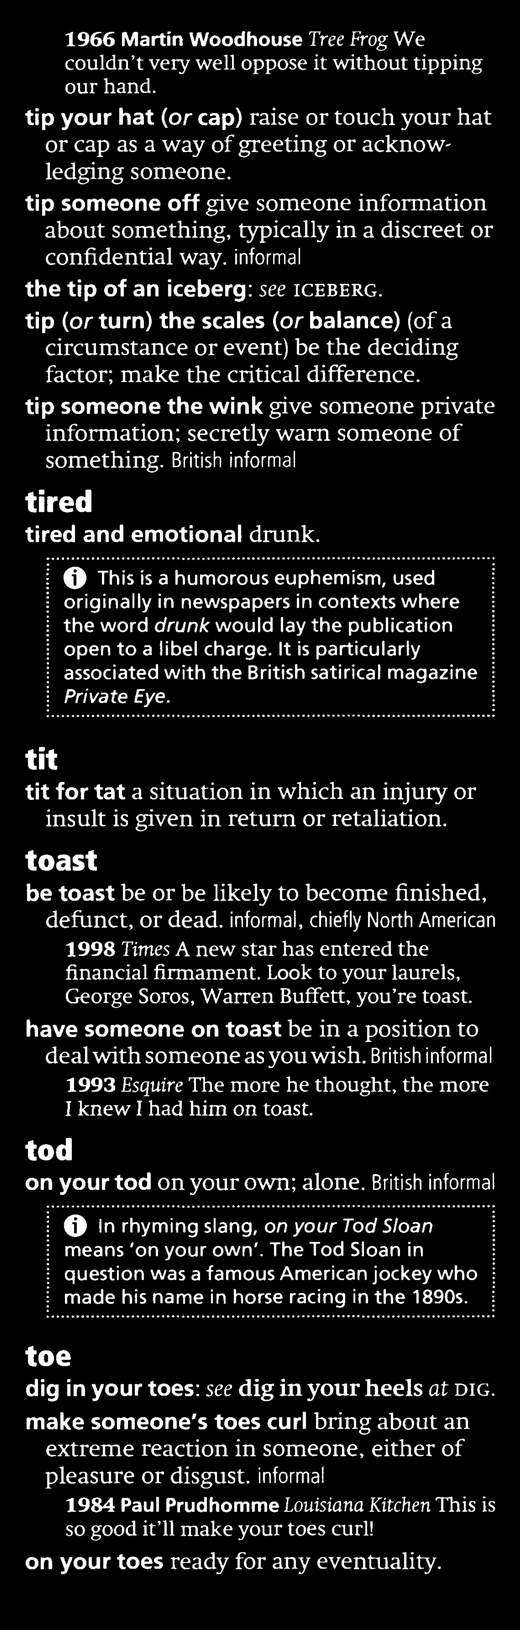 1966 Martin Woodhouse Tree Frog We
couldn't very well oppose it without tipping
our hand.
tip your hat (or cap) raise or touch your hat
or cap as a way of greeting or acknow-
ledging someone.
tip someone off give someone information
about something, typically in a discreet or
confidential way. informal
the tip of an iceberg: see ICEBERG.
tip (or turn) the scales (or balance) (of a
circumstance or event) be the deciding
factor; make the critical difference.
tip someone the wink give someone private
information; secretly warn someone of
something. British informal
tired
tired and emotional drunk.
ⓘ This is a humorous euphemism, used
originally in newspapers in contexts where
the word drunk would lay the publication
open to a libel charge. It is particularly
associated with the British satirical magazine
Private Eye.
tit
tit for tat a situation in which an injury or
insult is given in return or retaliation.
toast
be toast be or be likely to become finished,
defunct, or dead. informal, chiefly North American
1998 Times A new star has entered the
financial firmament. Look to your laurels,
George Soros, Warren Buffett, you're toast.
have someone on toast be in a position to
deal with someone as you wish. British informal
1993 Esquire The more he thought, the more
I knew I had him on toast.
tod
on your tod on your own; alone. British informal
ⓘ In rhyming slang, on your Tod Sloan
means 'on your own'. The Tod Sloan in
question was a famous American jockey who
made his name in horse racing in the 1890s.
toe
dig in your toes: see dig in your heels at DIG.
make someone's toes curl bring about an
extreme reaction in someone, either of
pleasure or disgust. informal
1984 Paul Prudhomme Louisiana Kitchen This is
so good it'll make your toes curl!
on your toes ready for any eventuality.